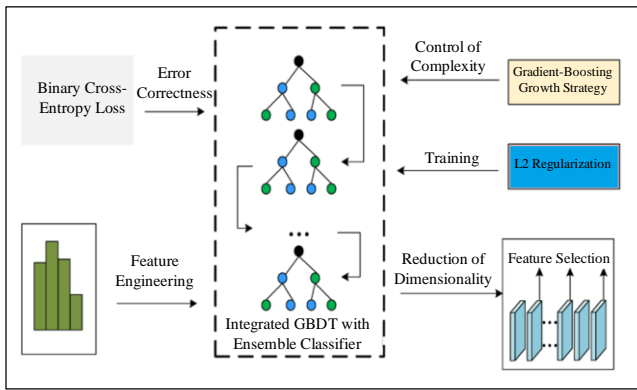 Binary Cross-
Entropy Loss
Error
Correctness
Control of
Complexity
Gradient-Boosting
Growth Strategy
Training
L2 Regularization
...
Feature
Engineering
Integrated GBDT with
Ensemble Classifier
Reduction of
Dimensionality
Feature Selection
...